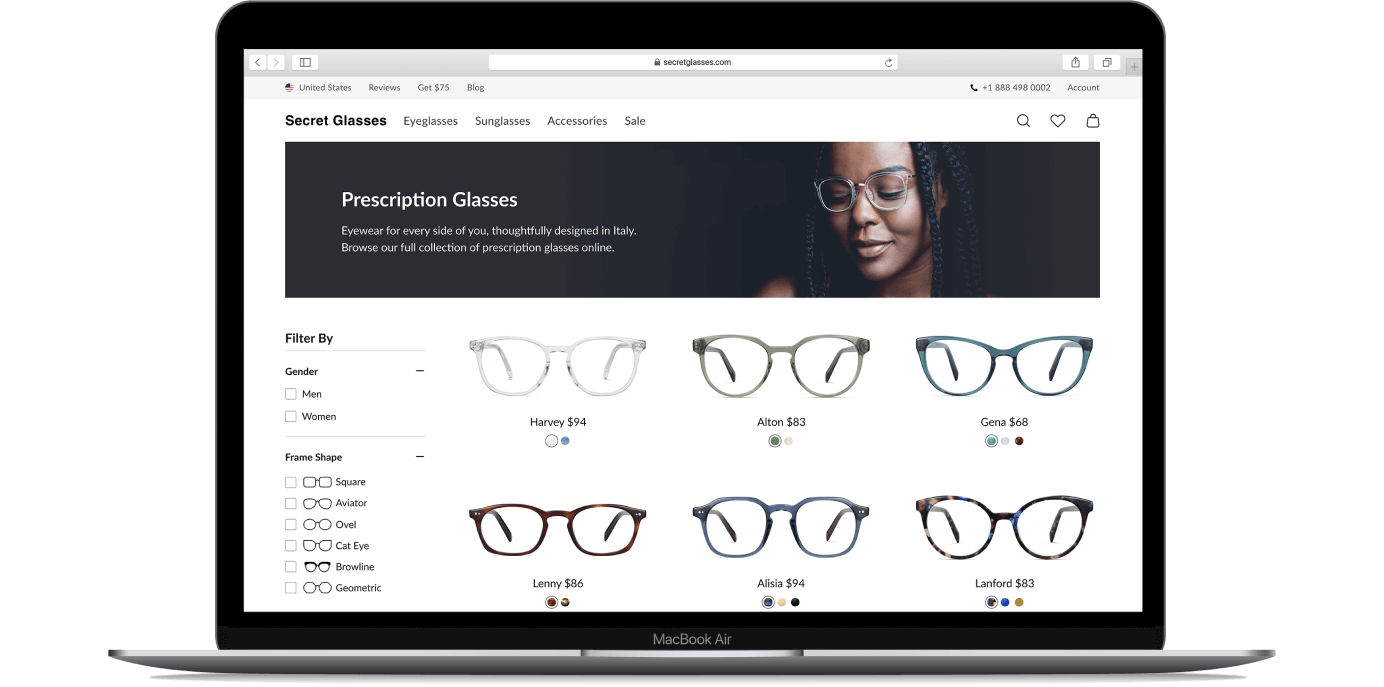 secretglasses.com
United States Reviews Get $75 Blog +1 888 498 0002 Account
Secret Glasses Eyeglasses Sunglasses Accessories Sale
Prescription Glasses
Eyewear for every side of you, thoughtfully designed in Italy.
Browse our full collection of prescription glasses online.
Filter By
Gender
Men
Women
Frame Shape
Square
Aviator
Ovel
Cat Eye
Browline
Geometric
Harvey $94
Alton $83
Gena $68
Lenny $86
Alisia $94
Lanford $83
MacBook Air